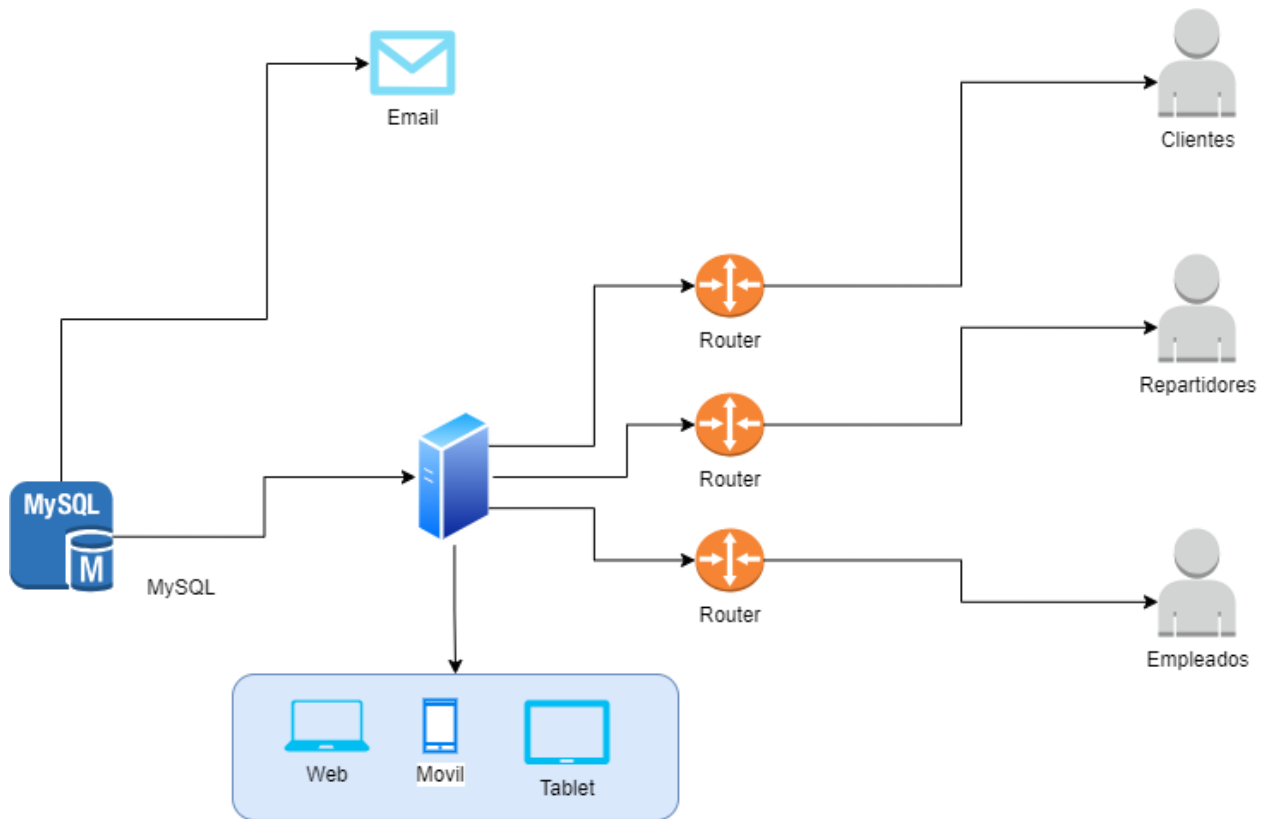 Email
Clientes
Router
Repartidores
Router
MySQL
M
MySQL
Router
Empleados
Web
Movil
Tablet